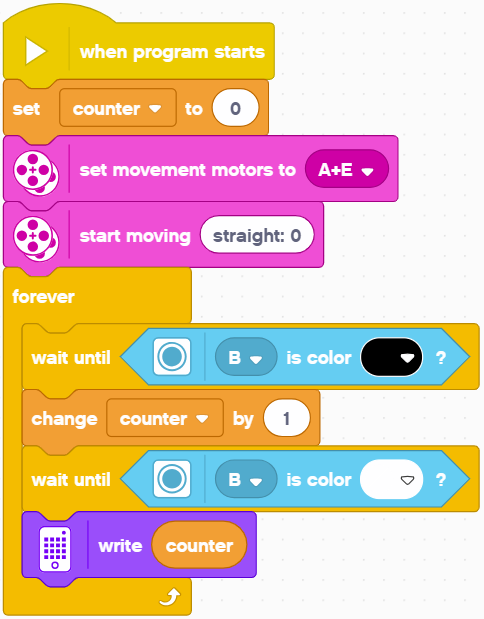 when program starts
set counter to 0
set movement motors to A+E
start moving straight: 0
forever
wait until B is color ?
change counter by 1
wait until B is color ?
write counter